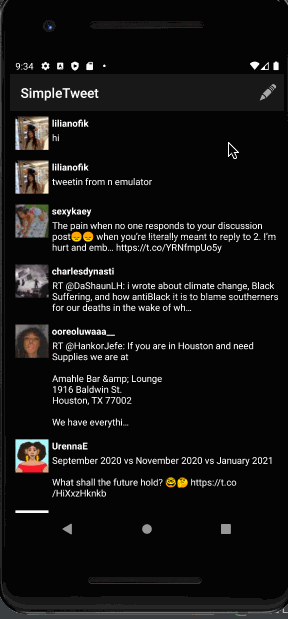 9:34
SimpleTweet
lilianofik
hi
lilianofik
tweetin from n emulator
sexykaey
The pain when no one responds to your discussion
post😞😞 when you're literally meant to reply to 2. I'm
hurt and emb... https://t.co/YRNfmpUo5y
charlesdynasti
RT @DaShaunLH: i wrote about climate change, Black
Suffering, and how antiBlack it is to blame southerners
for our deaths in the wake of wh...
ooreoluwaaa__
RT @HankorJefe: If you are in Houston and need
Supplies we are at
Amahle Bar &amp; Lounge
1916 Baldwin St.
Houston, TX 77002
We have everythi...
UrennaE
September 2020 vs November 2020 vs January 2021
What shall the future hold? 🤓🤔 https://t.co
/HiXxzHknkb